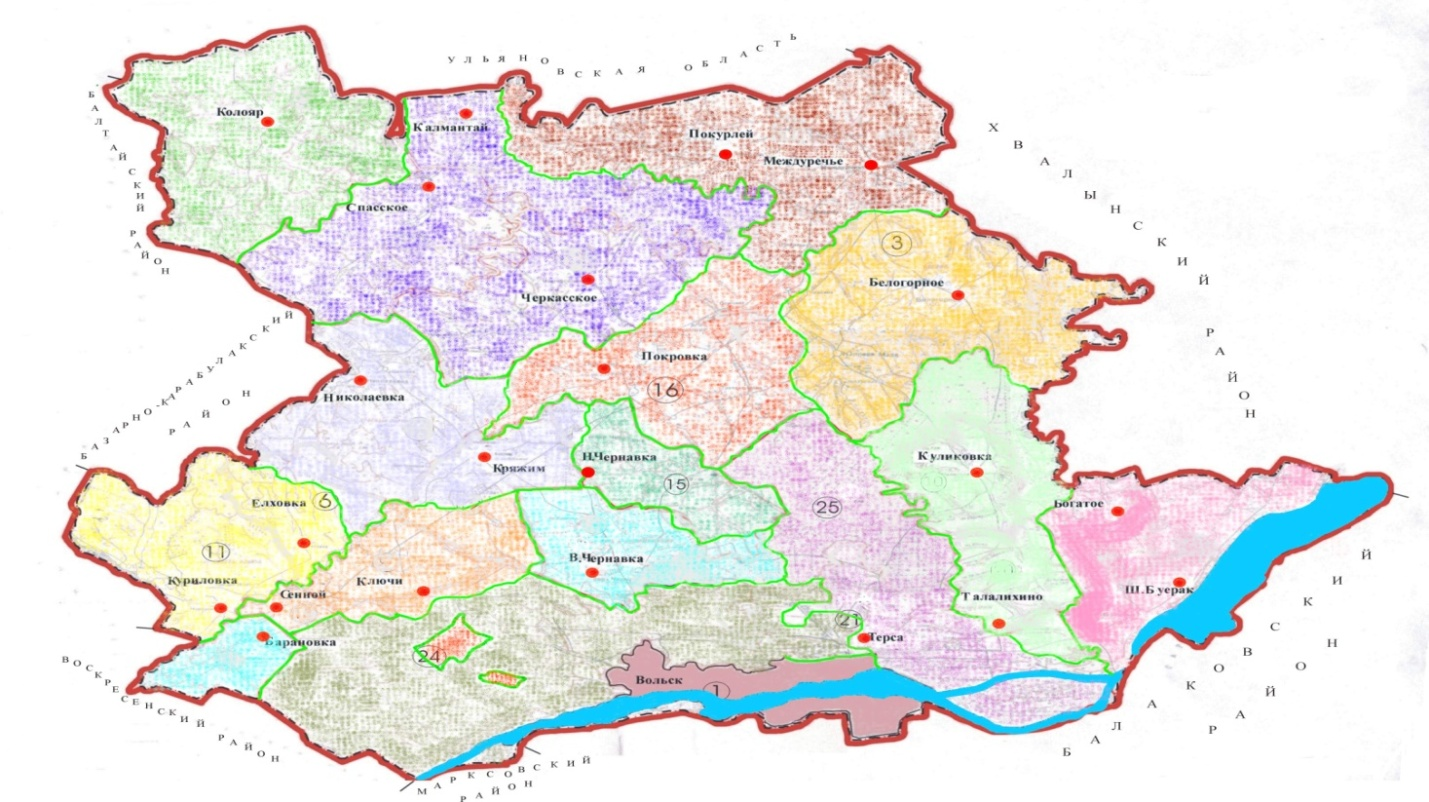 УЛЬЯНОВСКАЯ ОБЛАСТЬ
БАЛТАЙСКИЙ РАЙОН
ХВАЛЫНСКИЙ РАЙОН
Колояр
Калмантай
Покурлей
Междуречье
Спасское
3
Белогорное
Черкасское
БАЗАРНО-КАРАБУЛАКСКИЙ
РАЙОН
Покровка
16
Николаевка
Кряжим
Н.Чернавка
15
Куликовка
Елховка
6
25
Богатое
11
В.Чернавка
Куриловка
Сенной
Ключи
Талалихино
Ш.Буерак
21
Терса
Барановка
24
Вольск
1
ВОСКРЕСЕНСКИЙ РАЙОН
МАРКСОВСКИЙ
РАЙОН
БАЛАКОВСКИЙ
РАЙОН